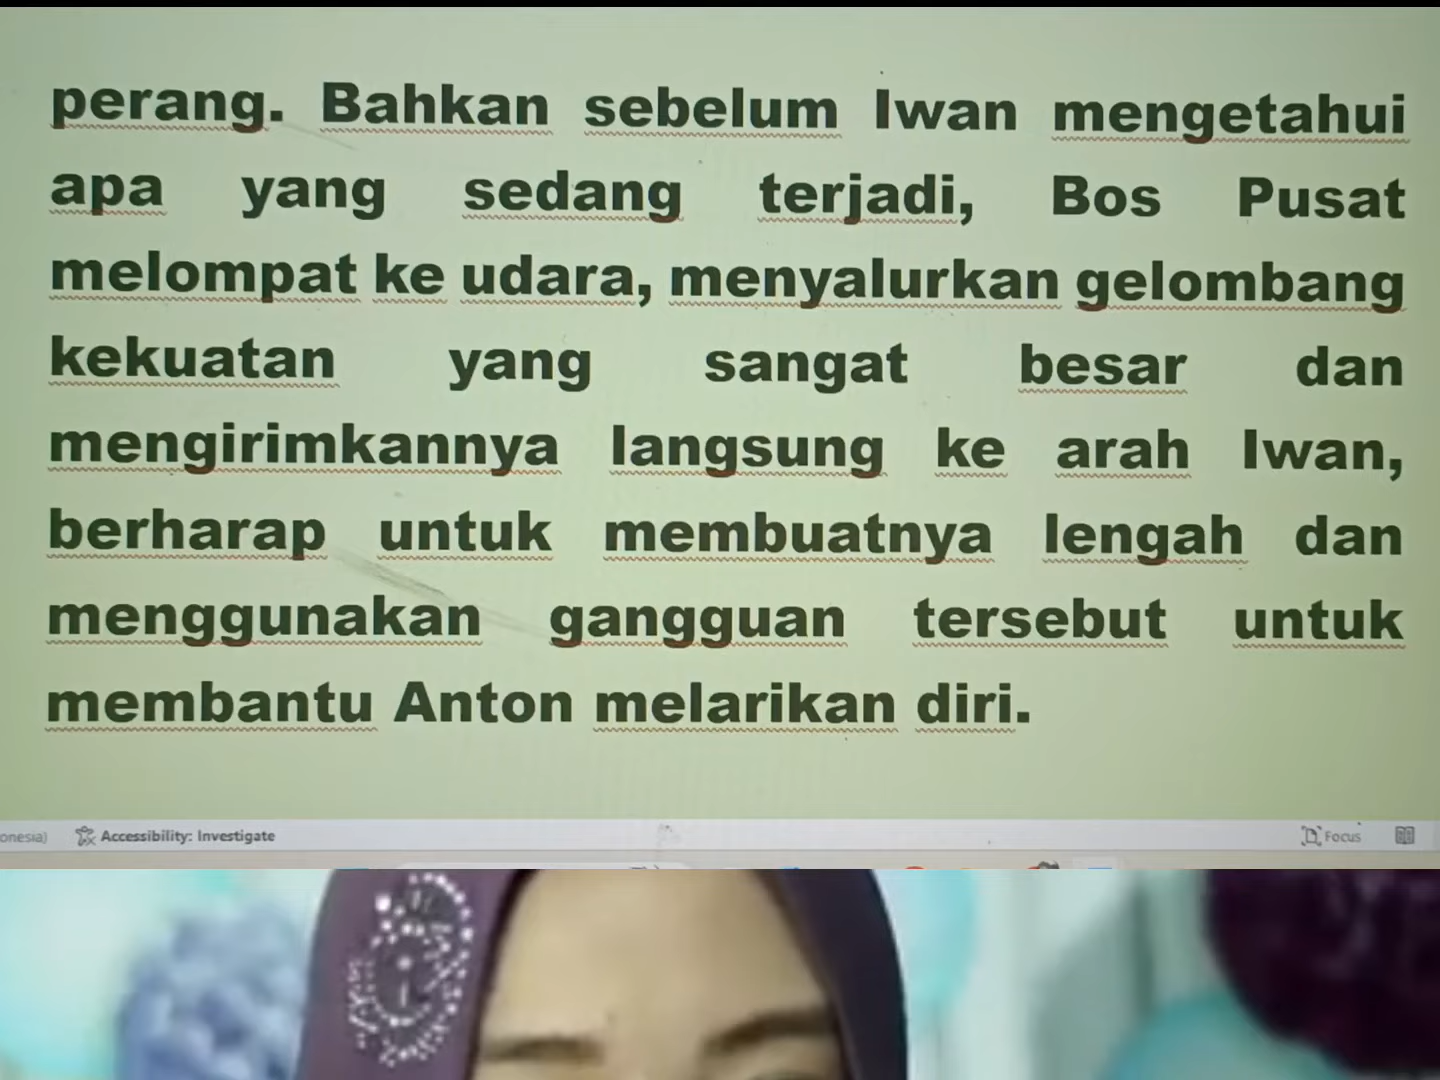 perang. Bahkan sebelum Iwan mengetahui
apa yang sedang terjadi, Bos Pusat
melompat ke udara, menyalurkan gelombang
kekuatan yang sangat besar dan
mengirimkannya langsung ke arah Iwan,
berharap untuk membuatnya lengah dan
menggunakan gangguan tersebut untuk
membantu Anton melarikan diri.
onesia) Accessibility: Investigate Focus